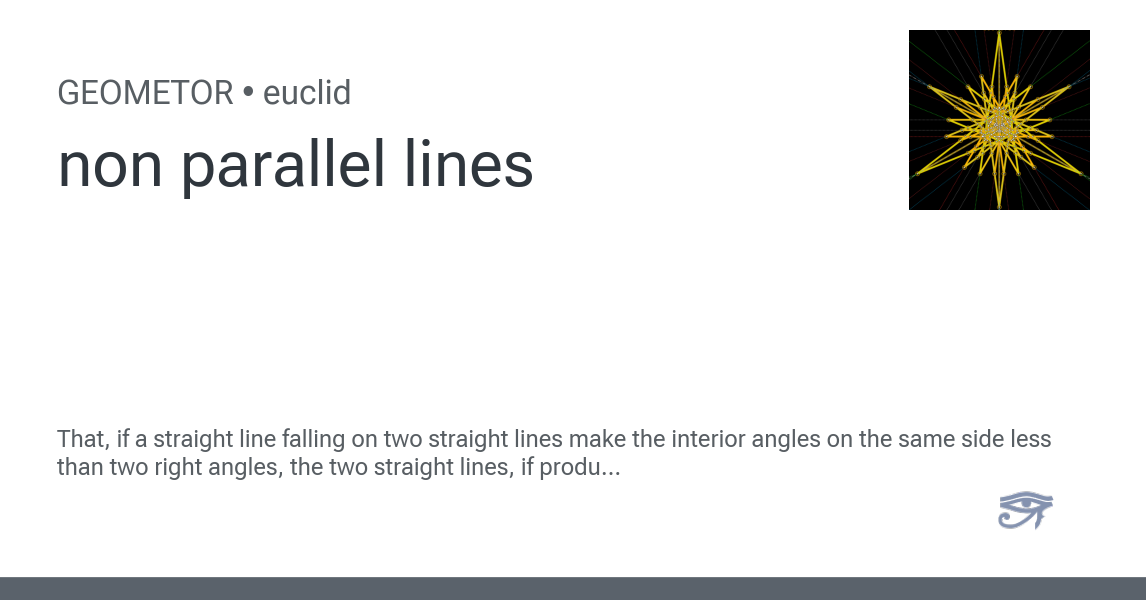 GEOMETOR • euclid
non parallel lines
That, if a straight line falling on two straight lines make the interior angles on the same side less
than two right angles, the two straight lines, if produ...